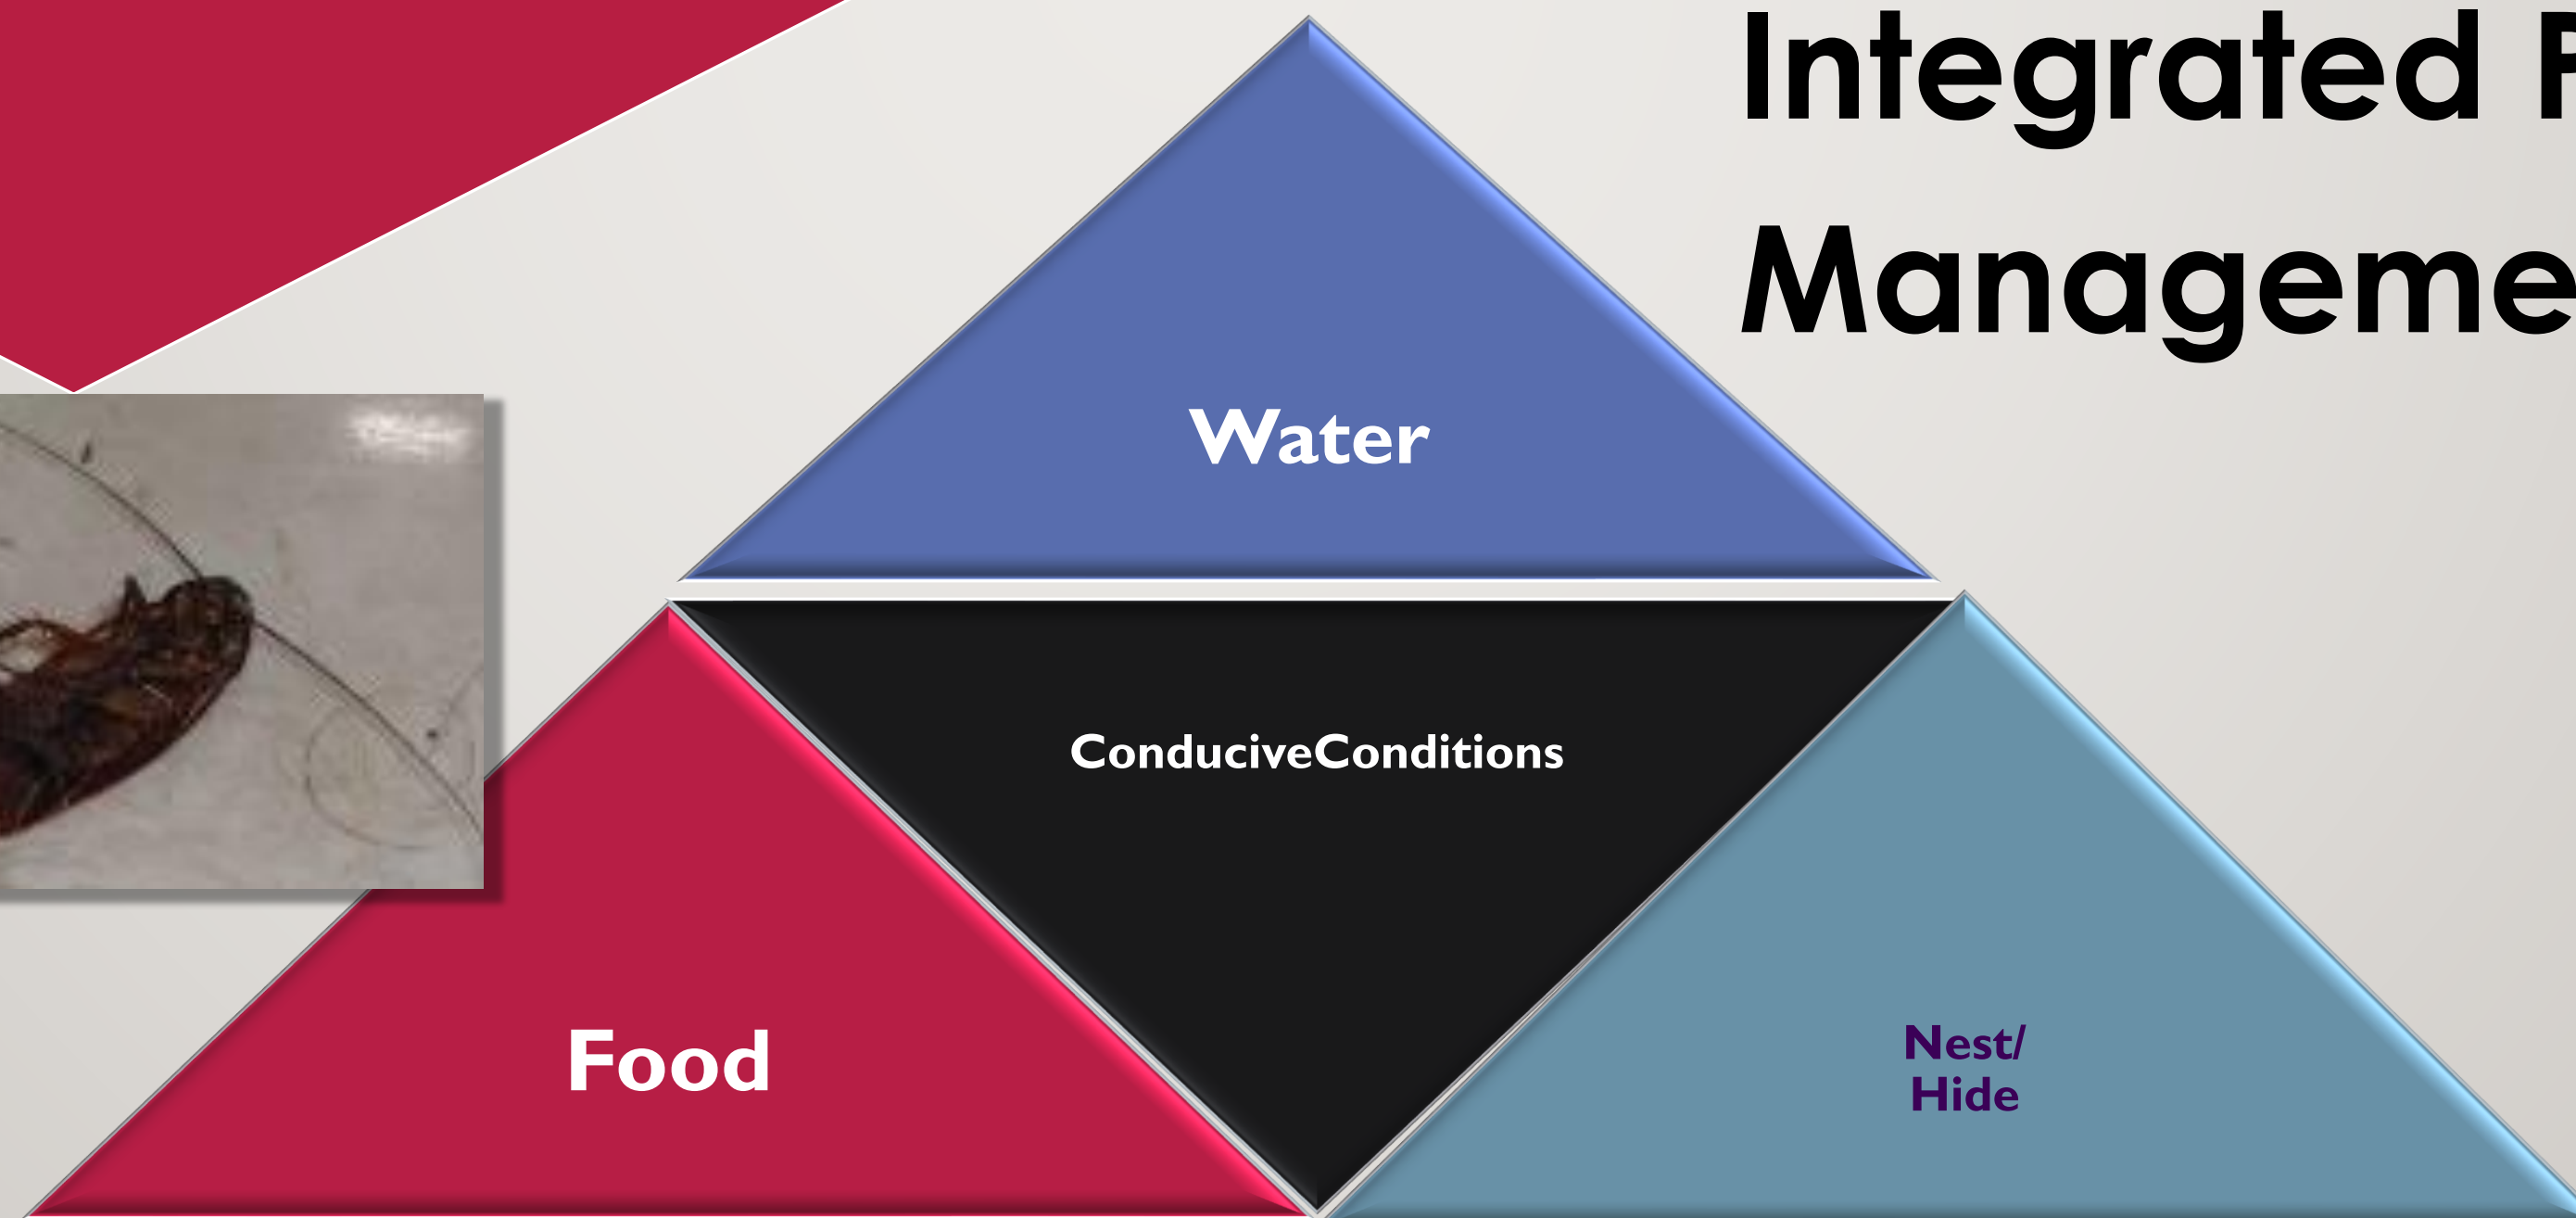 Integrated
Manageme
Water
ConduciveConditions
Food
Nest/
Hide